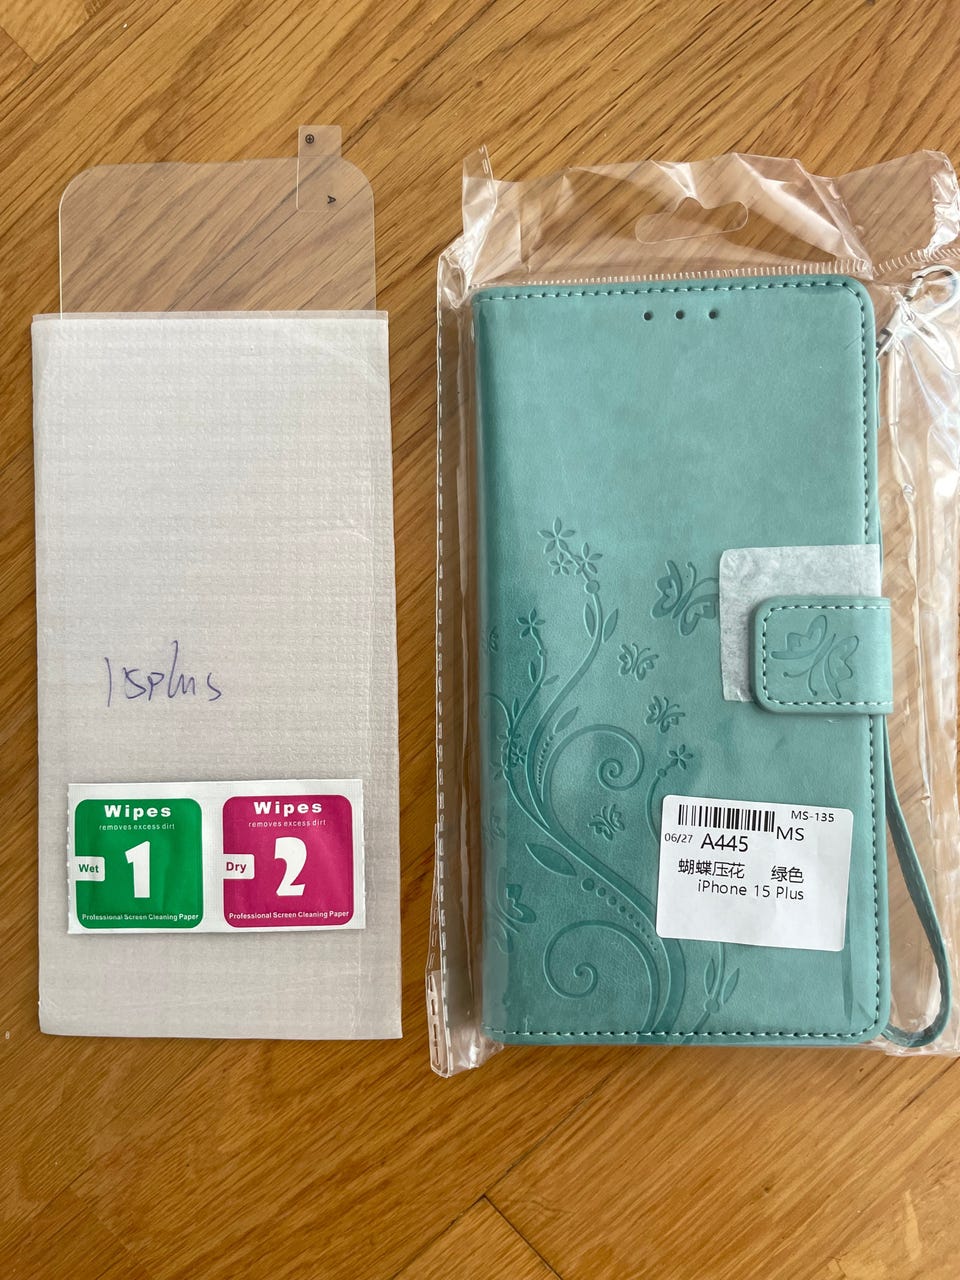 A
15plus
Wipes
removes excess dirt
1
Wet
Professional Screen Cleaning Paper
Wipes
removes excess dirt
2
Dry
Professional Screen Cleaning Paper
MS-135
MS
06/27 A445
蝴蝶压花 绿色
iPhone 15 Plus